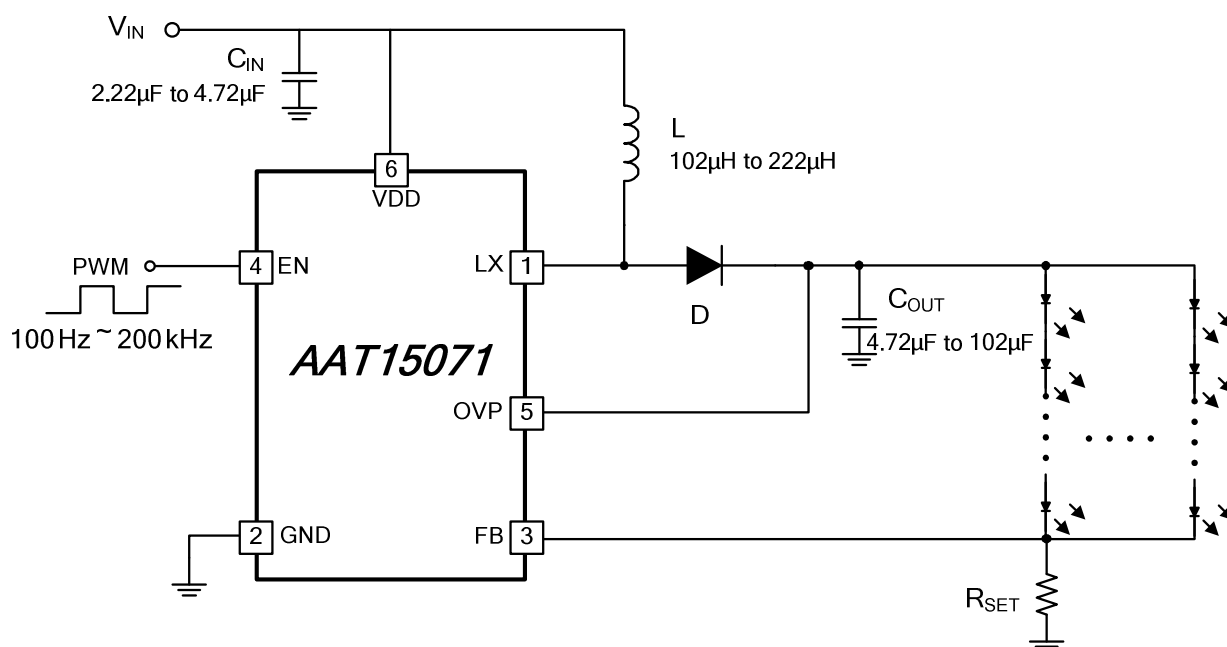 VIN
CIN
2.22µF to 4.72µF
L
102µH to 222µH
6
VDD
PWM
4 EN
LX 1
D
COUT
4.72µF to 102µF
100Hz ~ 200kHz
AAT15071
OVP 5
2 GND
FB 3
RSET